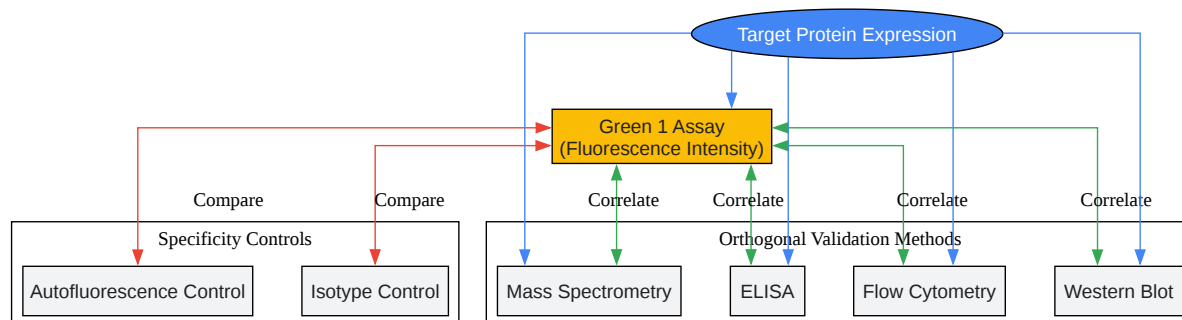 Target Protein Expression
Green 1 Assay
(Fluorescence Intensity)
Compare
Compare
Correlate
Correlate
Correlate
Correlate
Specificity Controls
Orthogonal Validation Methods
Autofluorescence Control
Isotype Control
Mass Spectrometry
ELISA
Flow Cytometry
Western Blot